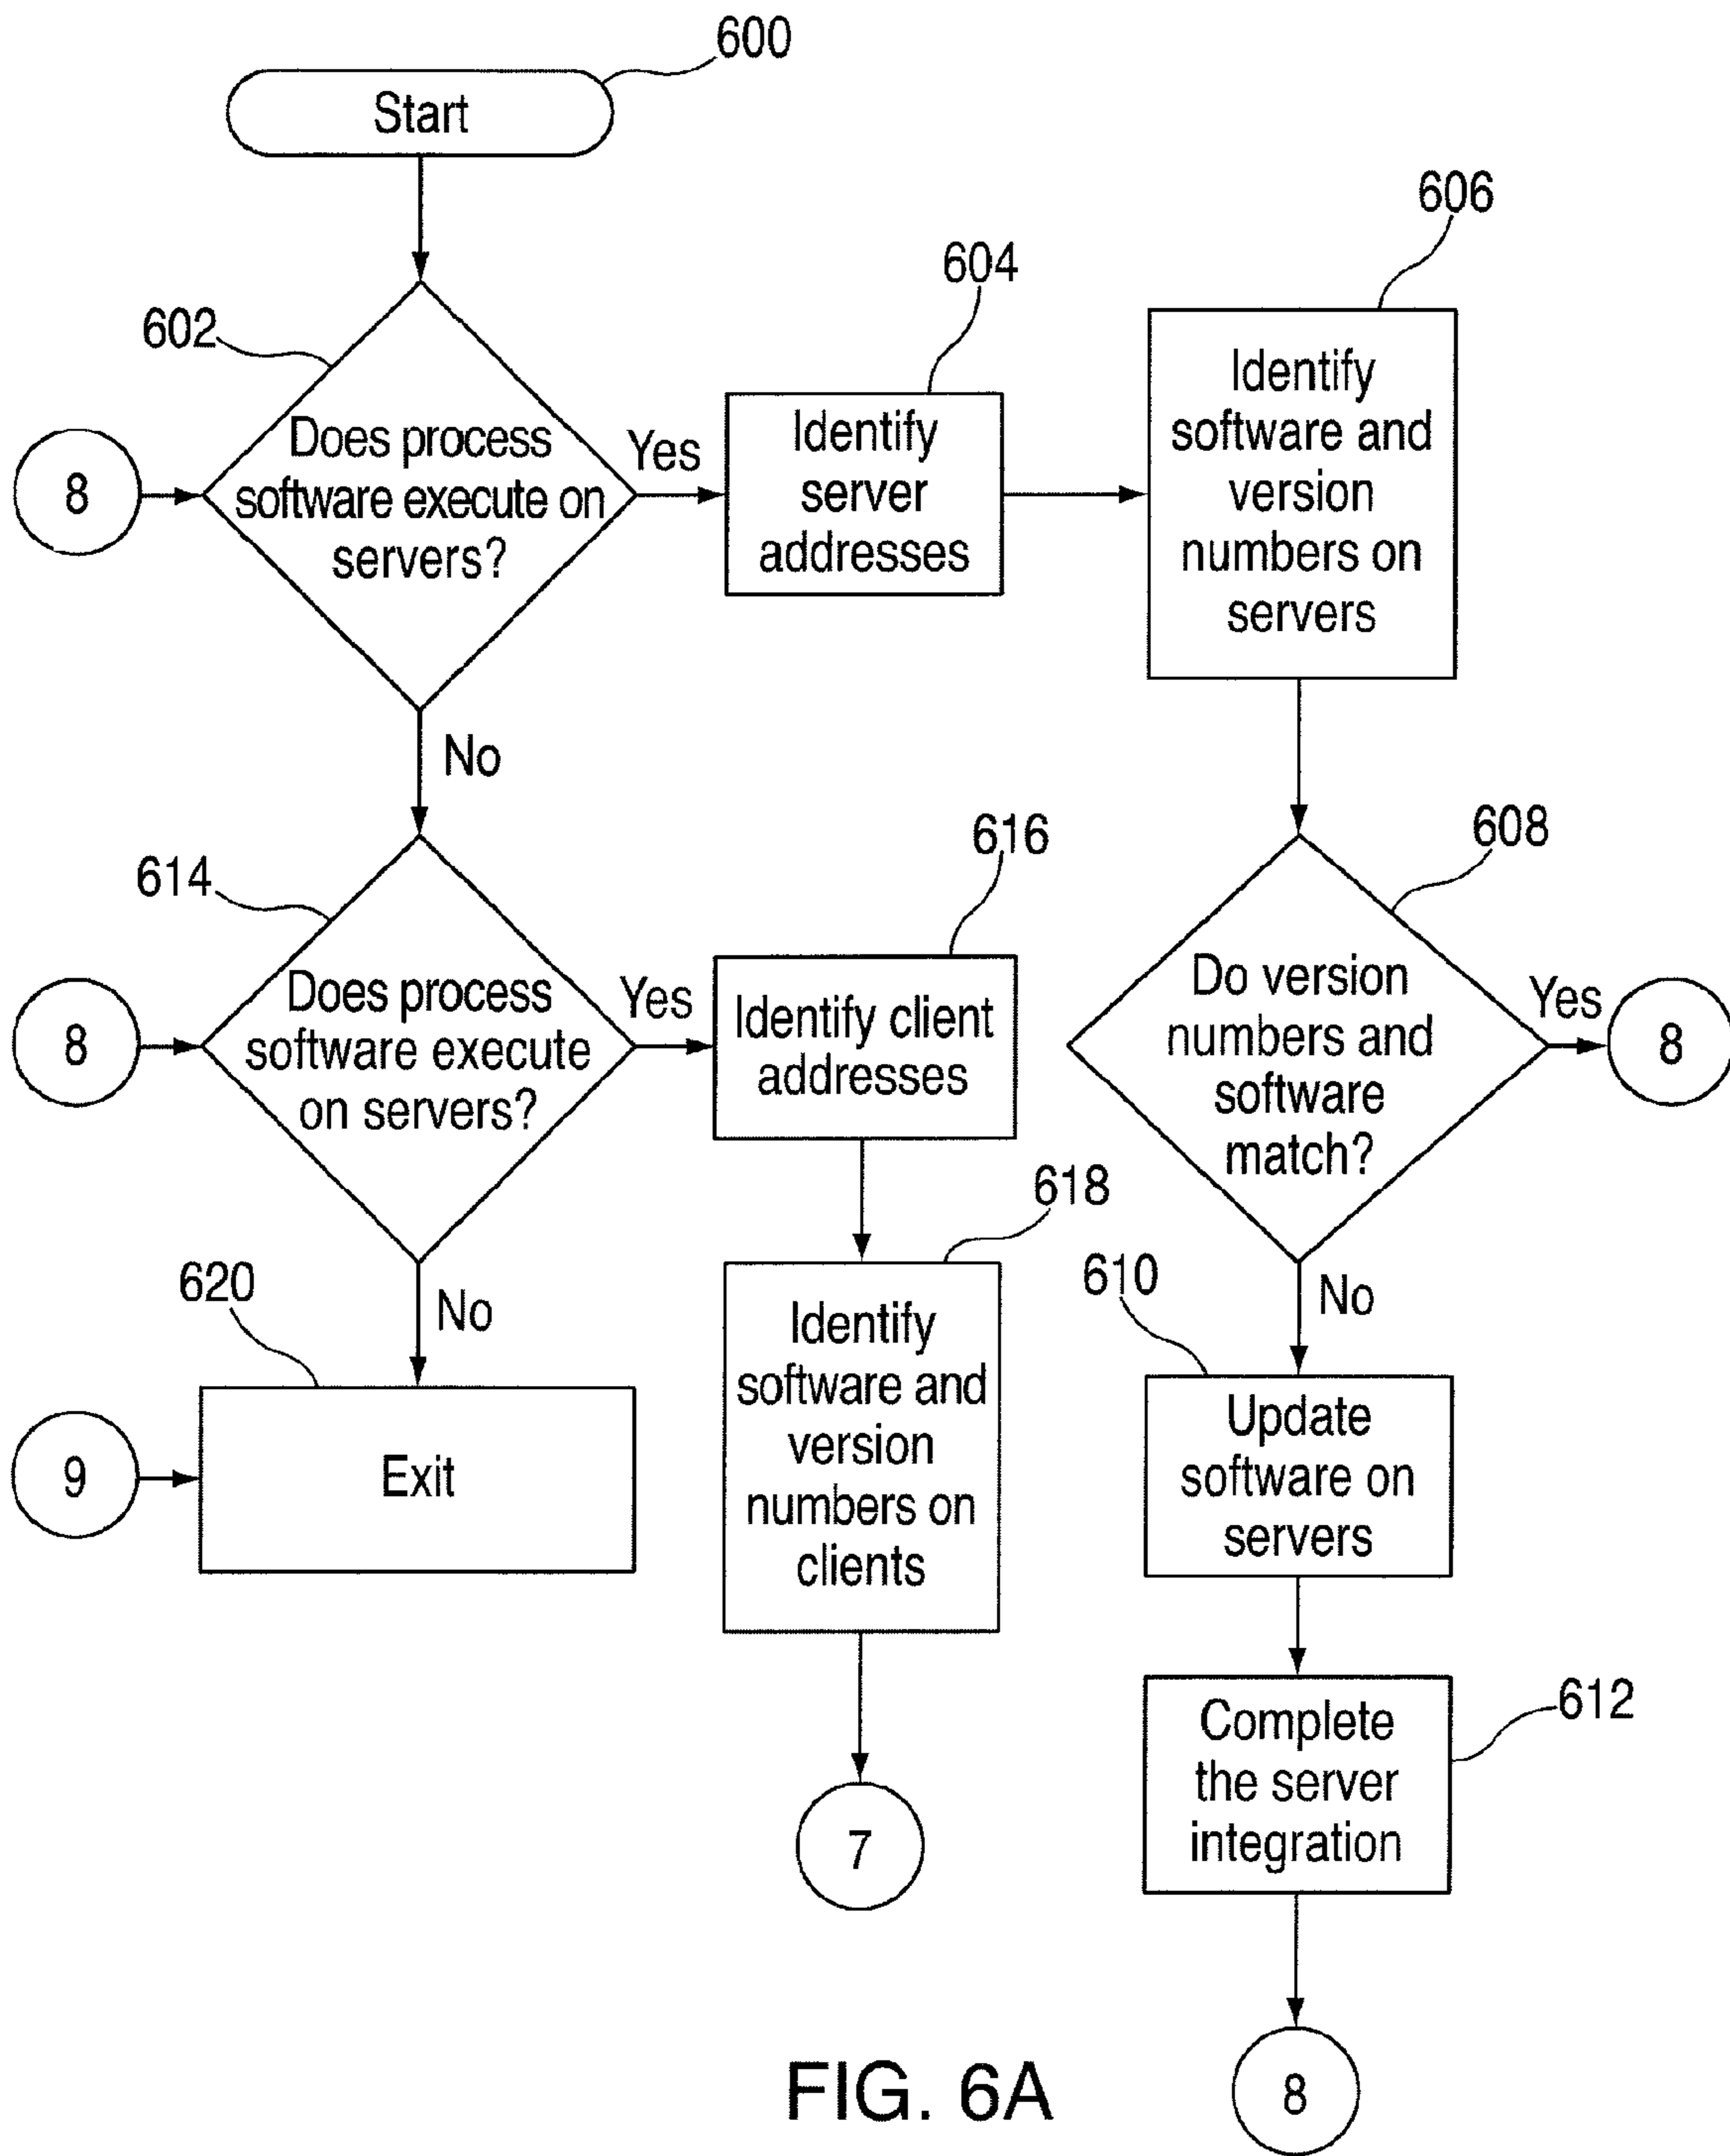 600
Start
606
604
602
Identify
software and
version
numbers on
servers
Does process
software execute on
servers?
8
Yes
Identify
server
addresses
No
616
608
614
Does process
software execute
on servers?
8
Yes
Identify client
addresses
Do version
numbers and
software
match?
Yes
8
618
610
620
No
No
Identify
software and
version
numbers on
clients
Update
software on
servers
9
Exit
612
Complete
the server
integration
7
8
FIG. 6A